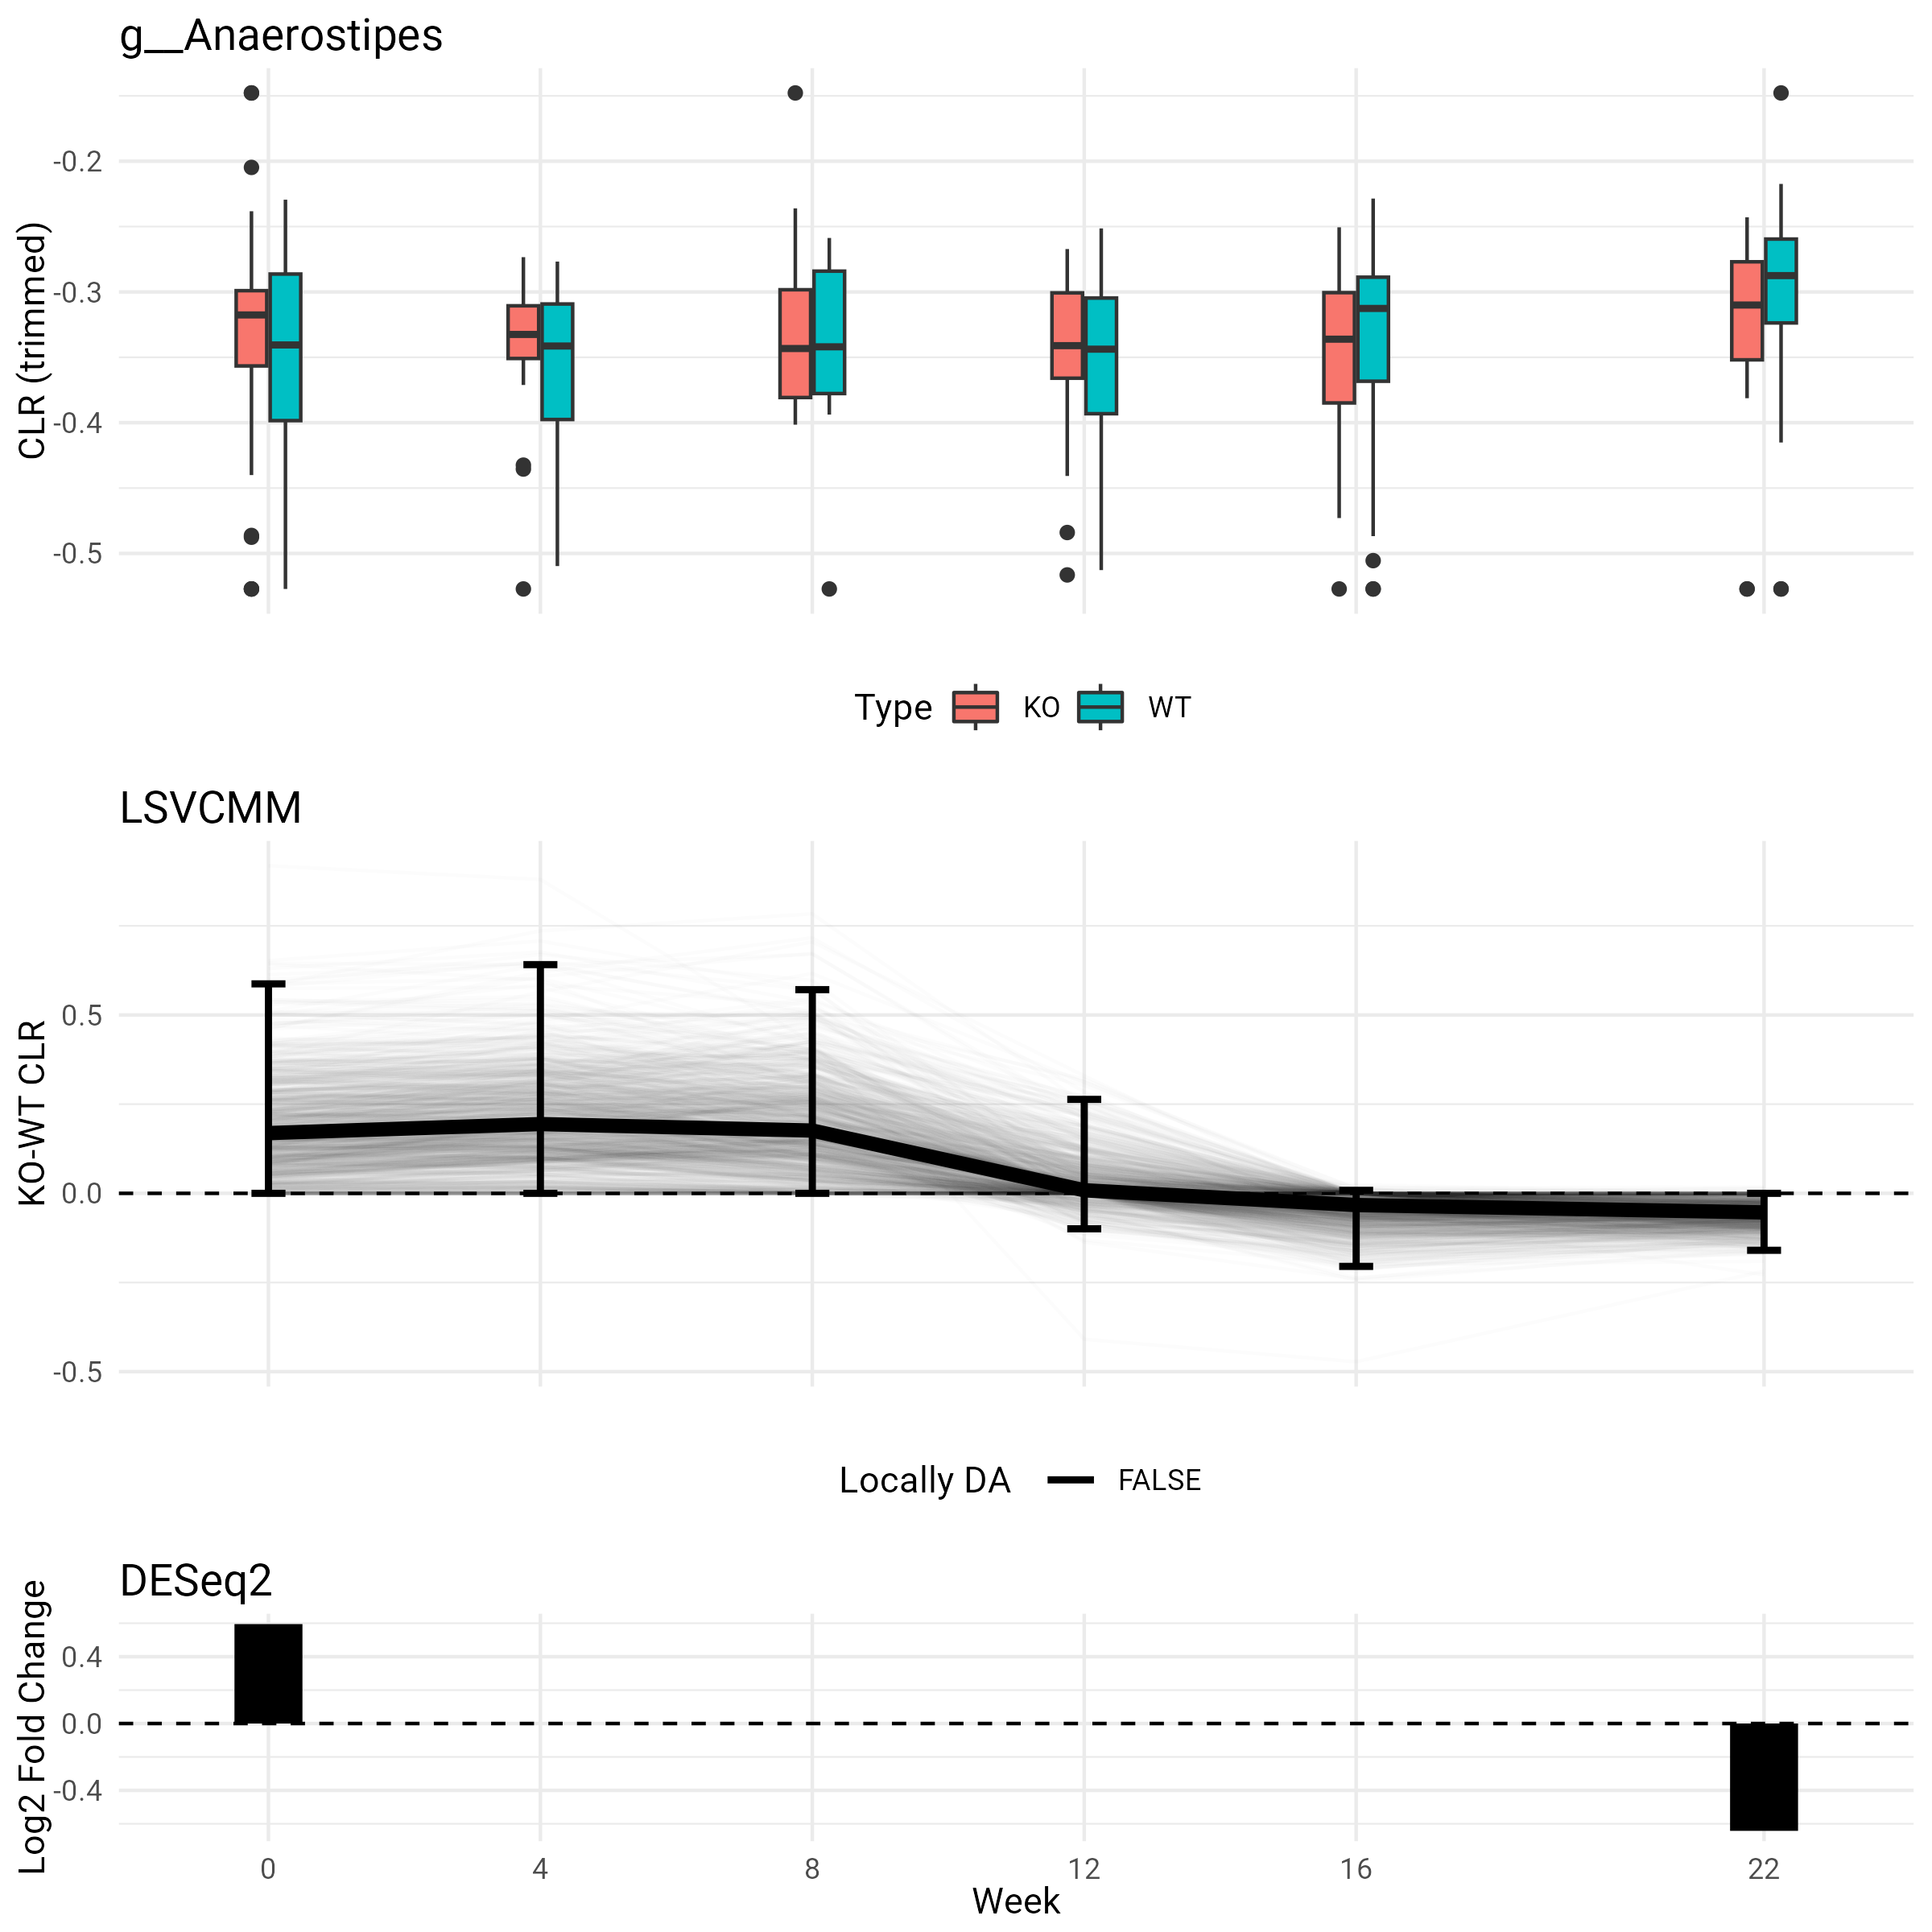 g__Anaerostipes
CLR (trimmed)
-0.2
-0.3
-0.4
-0.5
Type KO WT
LSVCMM
KO-WT CLR
0.5
0.0
-0.5
Locally DA FALSE
DESeq2
Log2 Fold Change
0.4
0.0
-0.4
0 4 8 12 16 22
Week